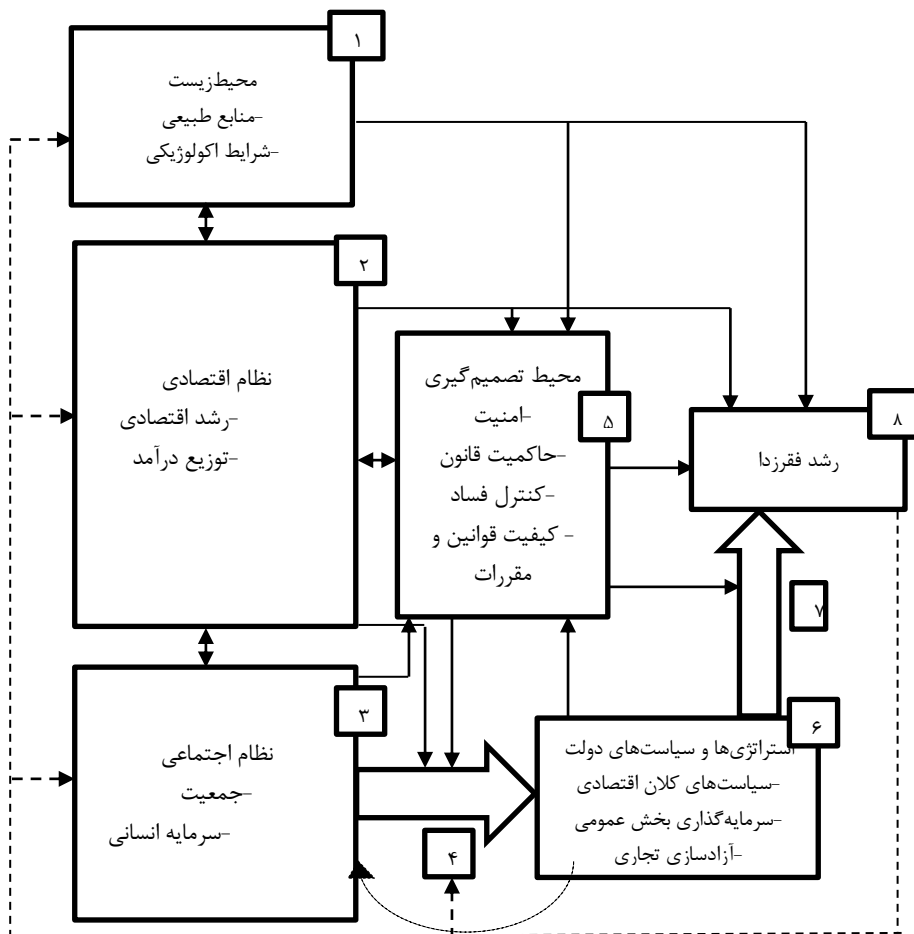 ۱
محیط‌زیست
-منابع طبیعی
-شرایط اکولوژیکی
۲
نظام اقتصادی
-رشد اقتصادی
-توزیع درآمد
۳
نظام اجتماعی
-جمعیت
-سرمایه انسانی
۴
۵
محیط تصمیم‌گیری
-امنیت
-حاکمیت قانون
-کنترل فساد
- کیفیت قوانین و
مقررات
۶
استراتژی‌ها و سیاست‌های دولت
-سیاست‌های کلان اقتصادی
-سرمایه‌گذاری بخش عمومی
-آزادسازی تجاری
۷
۸
رشد فقرزدا